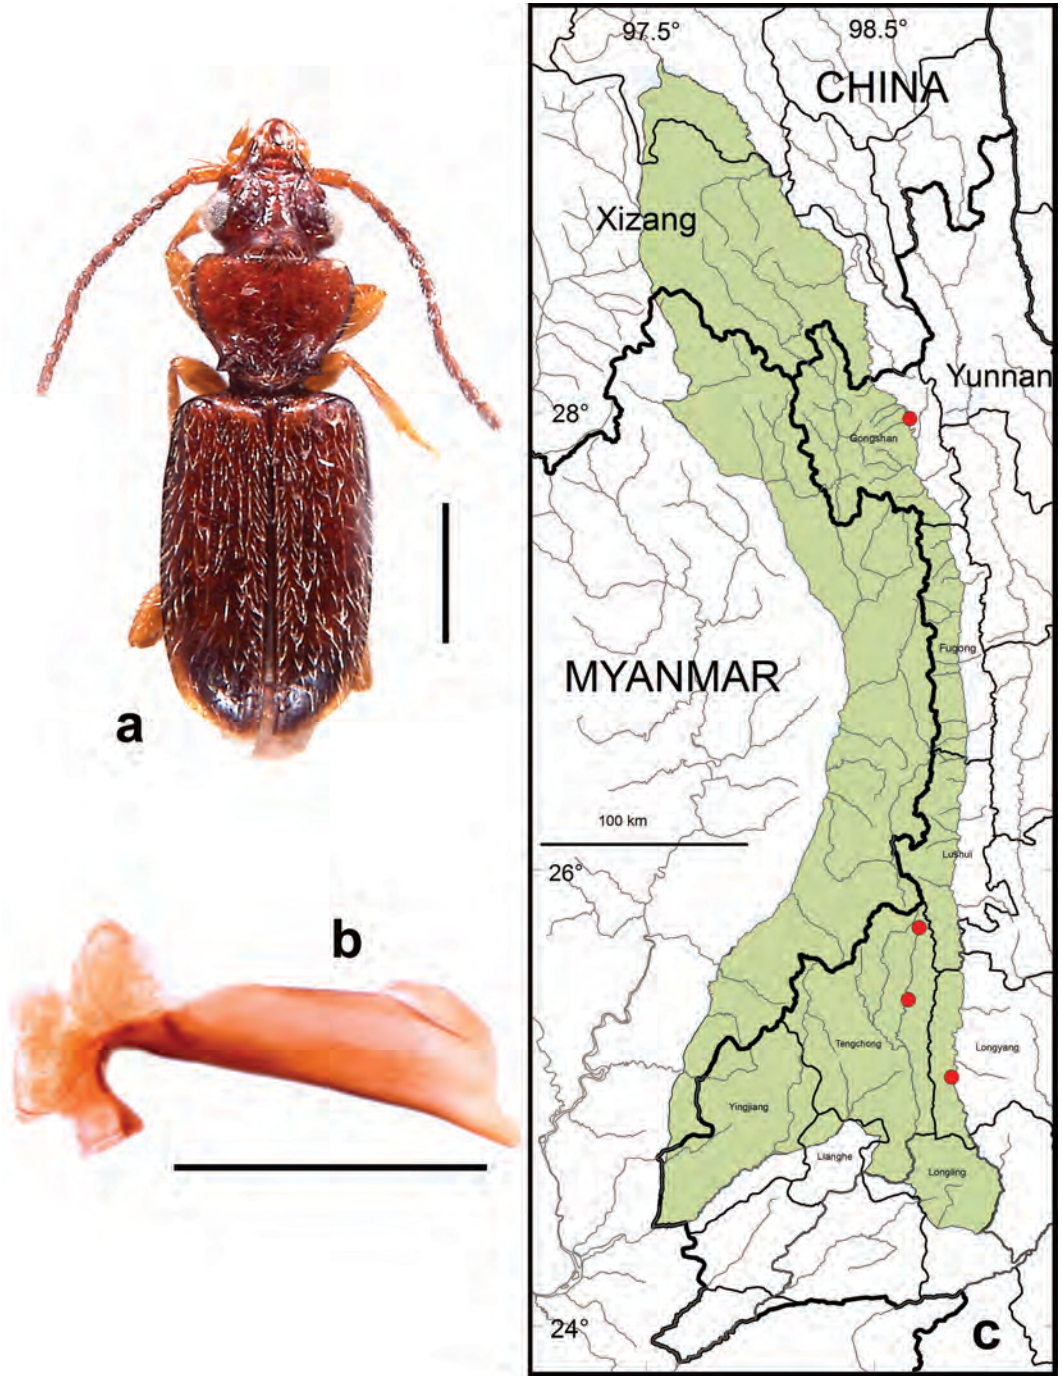 97.5°
98.5°
CHINA
Xizang
Yunnan
28°
Gongshan
Fugong
MYANMAR
a
100 km
Lushui
26°
b
Tengchong
Longyang
Yingjiang
Lianghe
Longling
24°
c